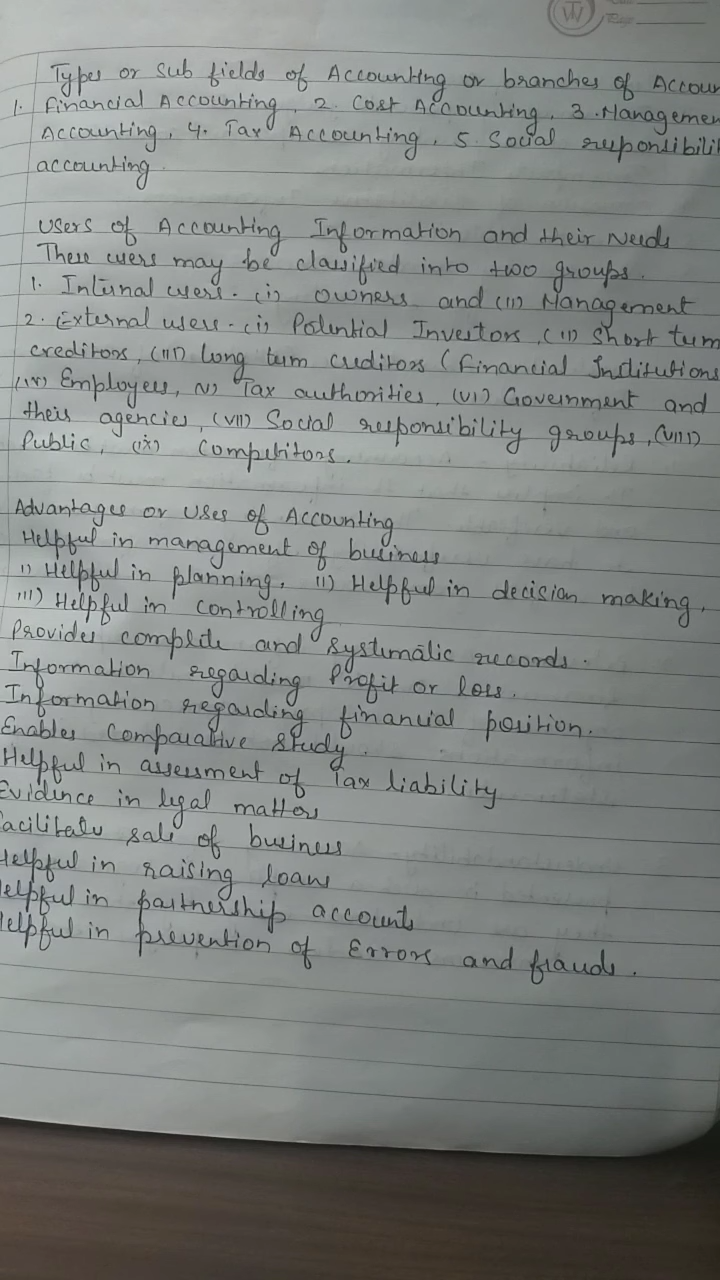 Types or sub fields of Accounting or branches of Accoun
1. Financial Accounting, 2. Cost Accounting, 3. Managemen
Accounting, 4. Tax Accounting, 5. Social responsibilit
accounting.
Users of Accounting Information and their Needs
These users may be classified into two groups.
1. Internal users - (i) owners and (ii) Management
2. External users - (i) Potential Investors, (ii) Short term
creditors, (iii) long term creditors (Financial Institutions
(iv) Employees, (v) Tax authorities, (vi) Government and
their agencies, (vii) Social responsibility groups, (viii)
Public, (ix) Competitors.
Advantages or Uses of Accounting
Helpful in management of business
i) Helpful in planning. ii) Helpful in decision making.
iii) Helpful in controlling
Provides complete and systematic records.
Information regarding Profit or loss.
Information regarding financial position.
Enables comparative study.
Helpful in assessment of Tax liability
Evidence in legal matters
acilitates sale of business
Helpful in raising loans
elpful in partnership accounts
Helpful in prevention of Errors and frauds.